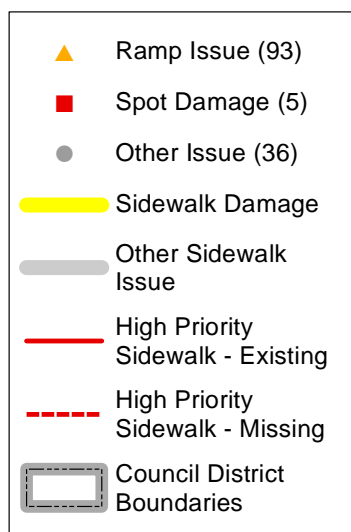 Ramp Issue (93)
Spot Damage (5)
Other Issue (36)
Sidewalk Damage
Other Sidewalk
Issue
High Priority
Sidewalk - Existing
High Priority
Sidewalk - Missing
Council District
Boundaries